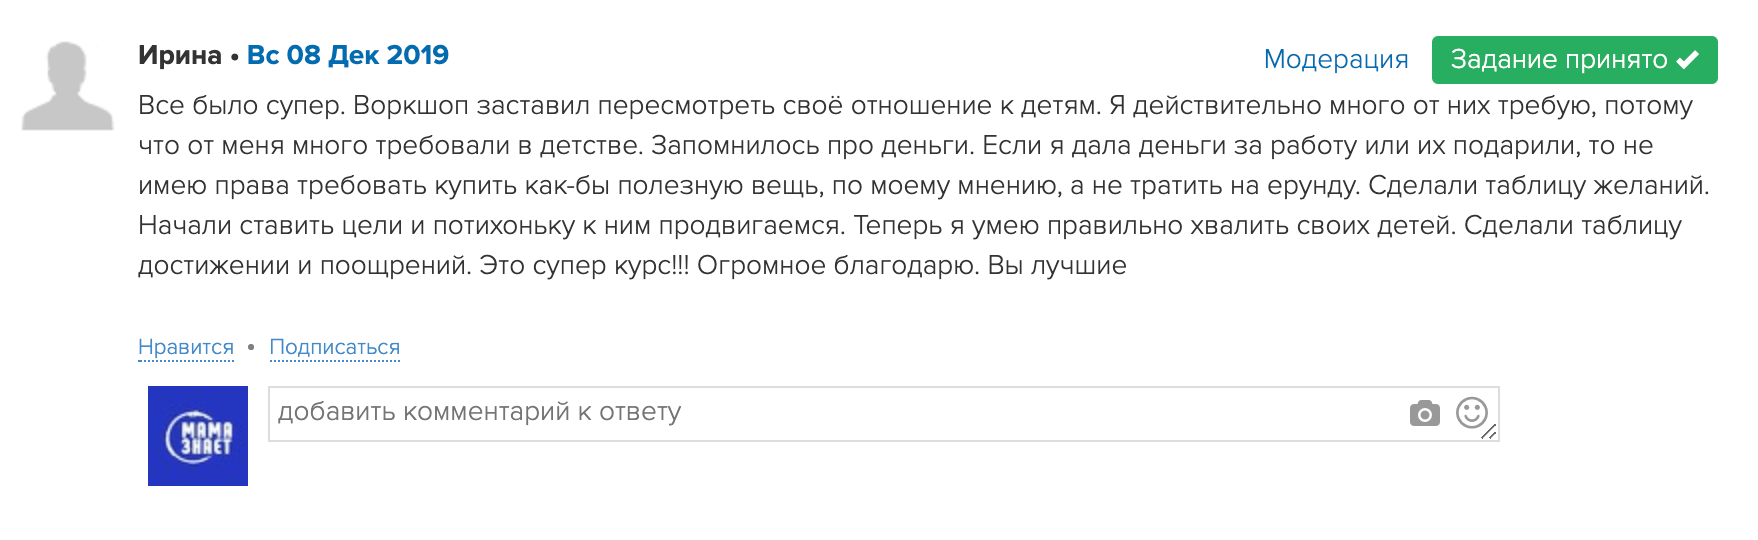 Ирина • Вс 08 Дек 2019
Модерация
Задание принято
Все было супер. Воркшоп заставил пересмотреть своё отношение к детям. Я действительно много от них требую, потому
что от меня много требовали в детстве. Запомнилось про деньги. Если я дала деньги за работу или их подарили, то не
имею права требовать купить как-бы полезную вещь, по моему мнению, а не тратить на ерунду. Сделали таблицу желаний.
Начали ставить цели и потихоньку к ним продвигаемся. Теперь я умею правильно хвалить своих детей. Сделали таблицу
достижении и поощрений. Это супер курс!!! Огромное благодарю. Вы лучшие
Нравится • Подписаться
МАМА
ЗНАЕТ
добавить комментарий к ответу